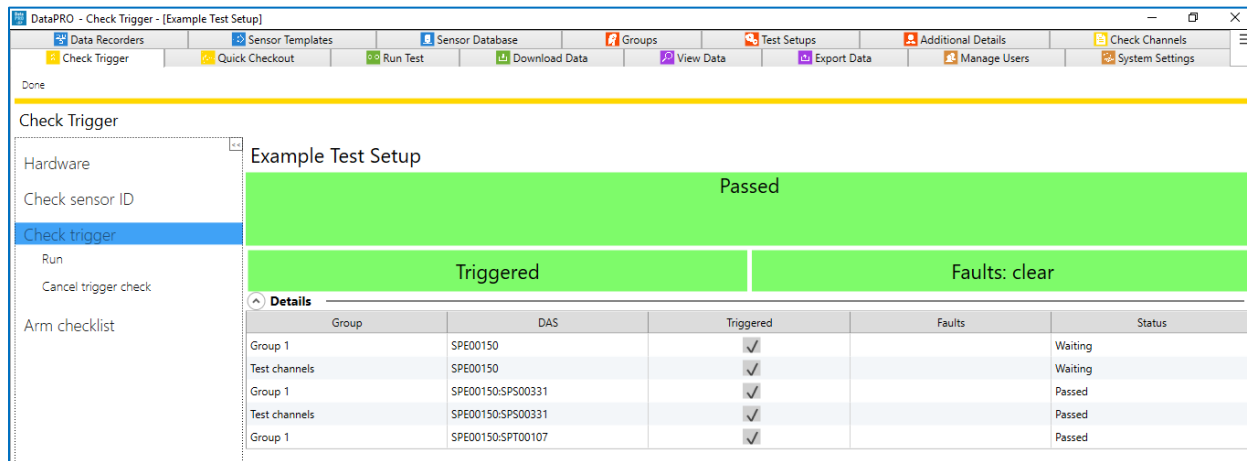 DataPRO - Check Trigger - [Example Test Setup]
Data Recorders Sensor Templates Sensor Database Groups Test Setups Additional Details Check Channels
Check Trigger Quick Checkout Run Test Download Data View Data Export Data Manage Users System Settings
Done
Check Trigger
<<
Hardware
Check sensor ID
Check trigger
Run
Cancel trigger check
Arm checklist
Example Test Setup
Passed
Triggered Faults: clear
Details
Group DAS Triggered Faults Status
Group 1 SPE00150 Waiting
Test channels SPE00150 Waiting
Group 1 SPE00150:SPS00331 Passed
Test channels SPE00150:SPS00331 Passed
Group 1 SPE00150:SPT00107 Passed